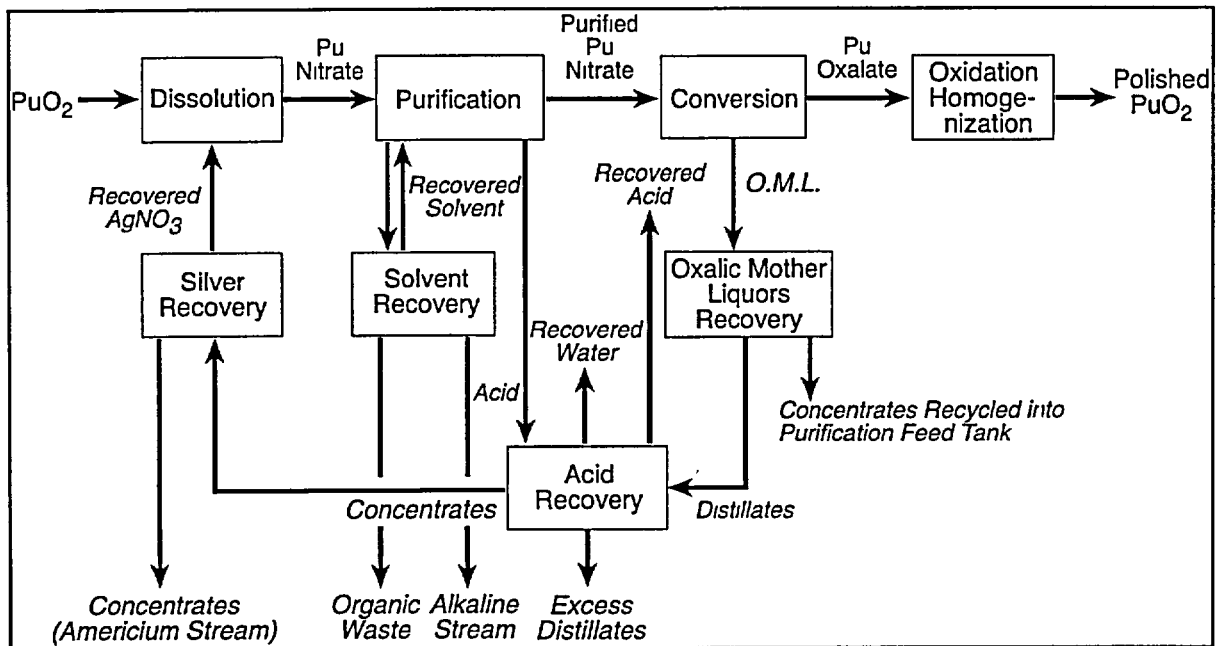 PuO2
Dissolution
Pu
Nitrate
Purification
Purified
Pu
Nitrate
Conversion
Pu
Oxalate
Oxidation
Homoge-
nization
Polished
PuO2
Recovered
AgNO3
Recovered
Solvent
Recovered
Acid
O.M.L.
Silver
Recovery
Solvent
Recovery
Oxalic Mother
Liquors
Recovery
Recovered
Water
Acid
Concentrates Recycled into
Purification Feed Tank
Acid
Recovery
Concentrates
Distillates
Concentrates
(Americium Stream)
Organic
Waste
Alkaline
Stream
Excess
Distillates